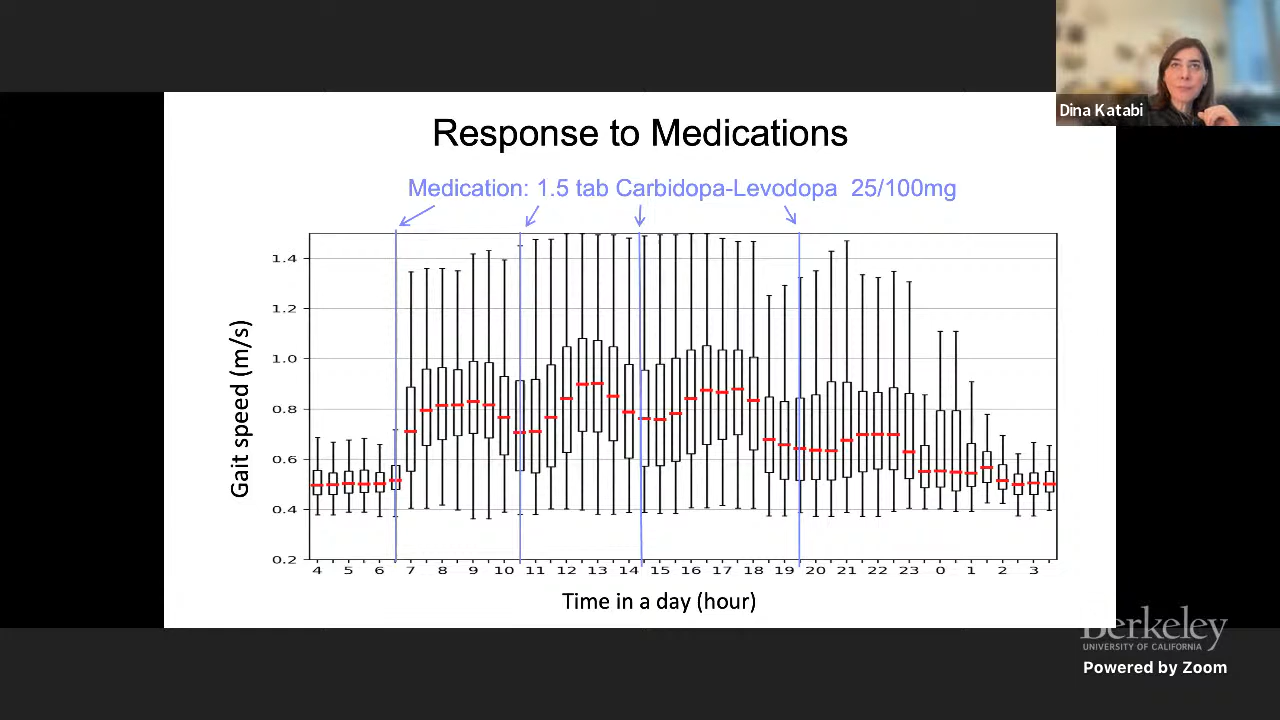 Dina Katabi
Response to Medications
Medication: 1.5 tab Carbidopa-Levodopa 25/100mg
Gait speed (m/s)
1.4
1.2
1.0
0.8
0.6
0.4
0.2
4 5 6 7 8 9 10 11 12 13 14 15 16 17 18 19 20 21 22 23 0 1 2 3
Time in a day (hour)
Berkeley
UNIVERSITY OF CALIFORNIA
Powered by Zoom